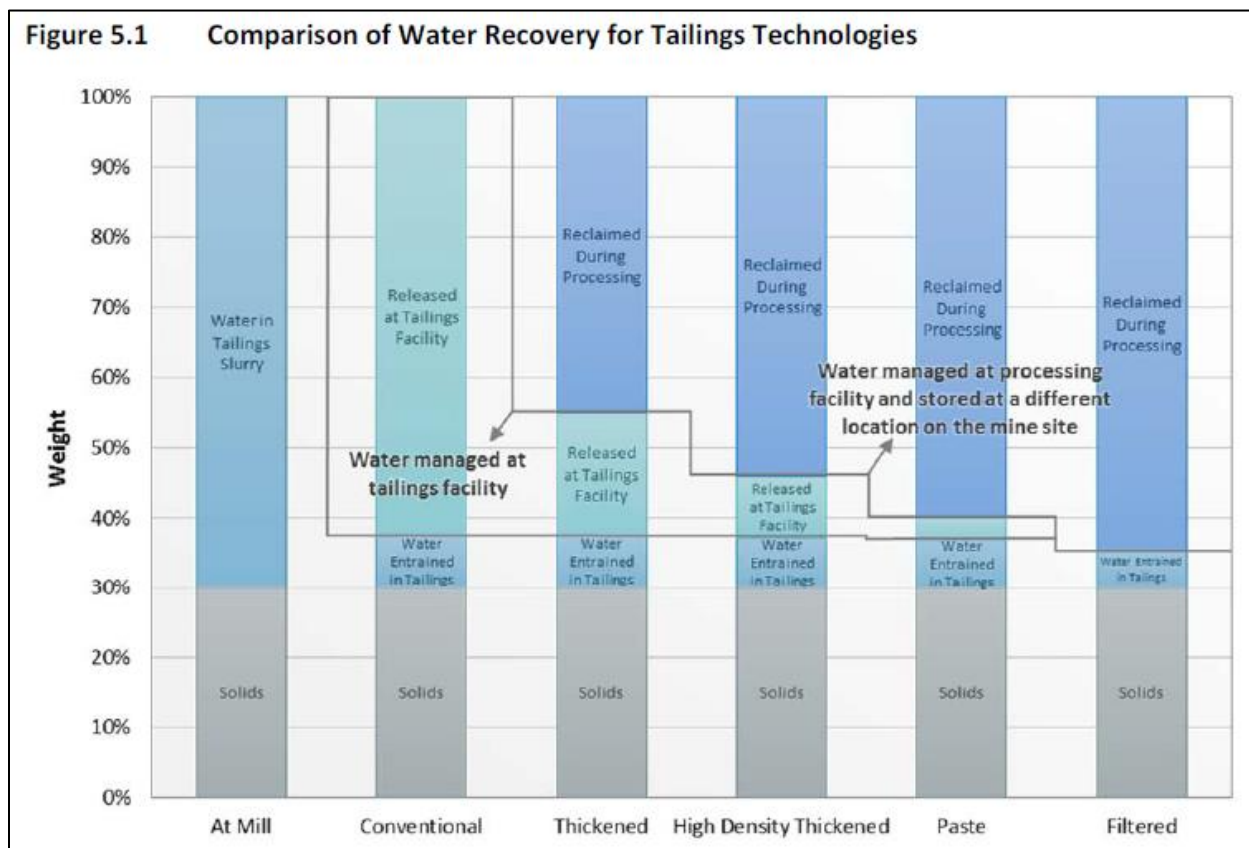 Figure 5.1 Comparison of Water Recovery for Tailings Technologies
100%
90%
80%
70%
60%
50%
40%
30%
20%
10%
0%
Weight
Water in
Tailings
Slurry
Solids
At Mill
Released
at Tailings
Facility
Water
Entrained
in Tailings
Solids
Conventional
Water managed at
tailings facility
Reclaimed
During
Processing
Released
at Tailings
Facility
Water
Entrained
in Tailings
Solids
Thickened
Reclaimed
During
Processing
Released
at Tailings
Facility
Water
Entrained
in Tailings
Solids
High Density Thickened
Water managed at processing
facility and stored at a different
location on the mine site
Reclaimed
During
Processing
Water
Entrained
in Tailings
Solids
Paste
Reclaimed
During
Processing
Water Entrained
in Tailings
Solids
Filtered